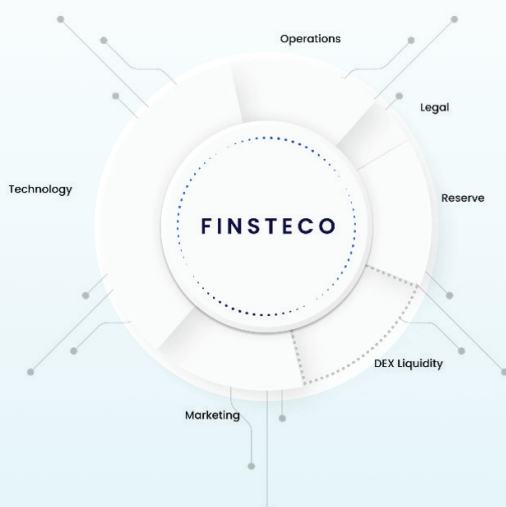 Operations
Legal
Technology
Reserve
FINSTECO
DEX Liquidity
Marketing